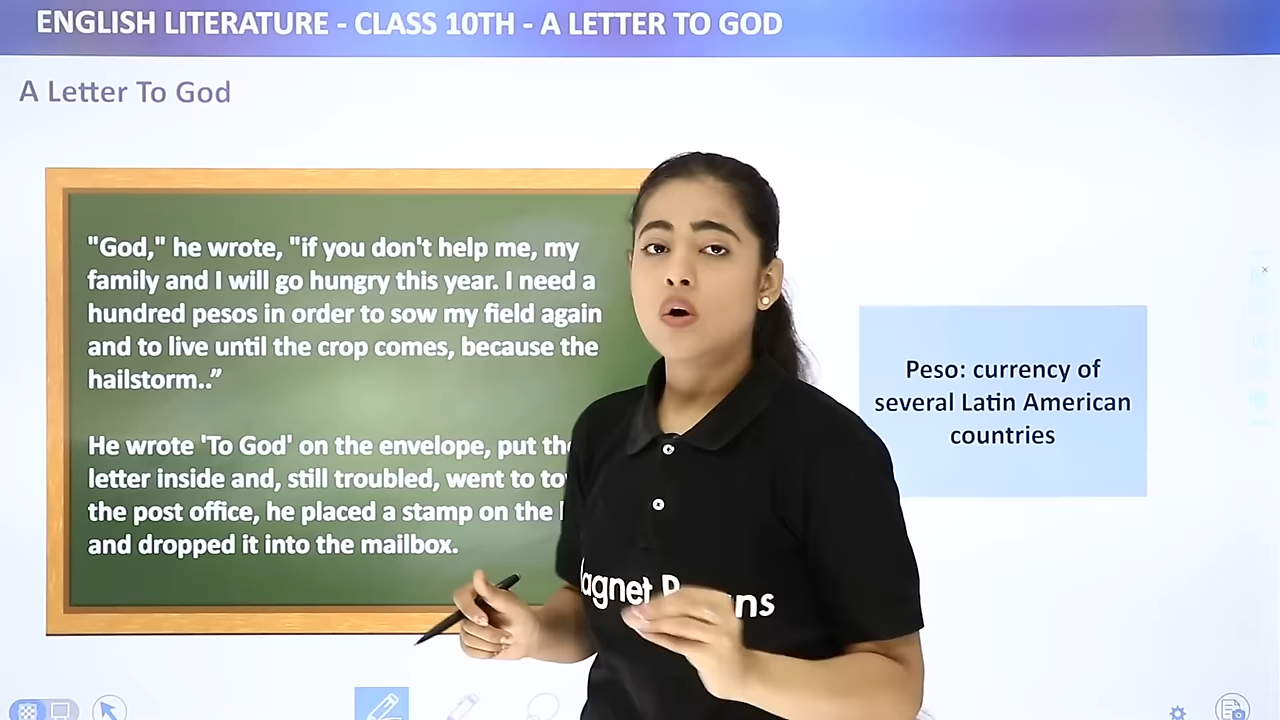 ENGLISH LITERATURE - CLASS 10TH - A LETTER TO GOD
A Letter To God
"God," he wrote, "if you don't help me, my
family and I will go hungry this year. I need a
hundred pesos in order to sow my field again
and to live until the crop comes, because the
hailstorm..”
He wrote 'To God' on the envelope, put
letter inside and, still troubled, went to
the post office, he placed a stamp on the
and dropped it into the mailbox.
Peso: currency of
several Latin American
countries